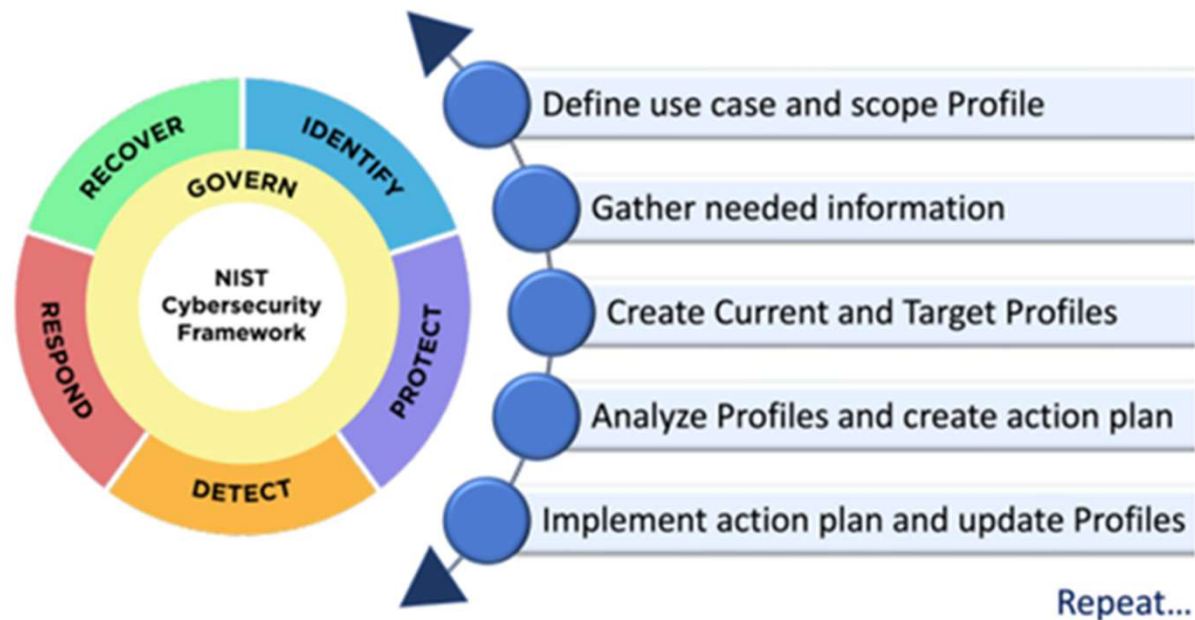 RECOVER
IDENTIFY
GOVERN
NIST
Cybersecurity
Framework
RESPOND
PROTECT
DETECT
Define use case and scope Profile
Gather needed information
Create Current and Target Profiles
Analyze Profiles and create action plan
Implement action plan and update Profiles
Repeat...